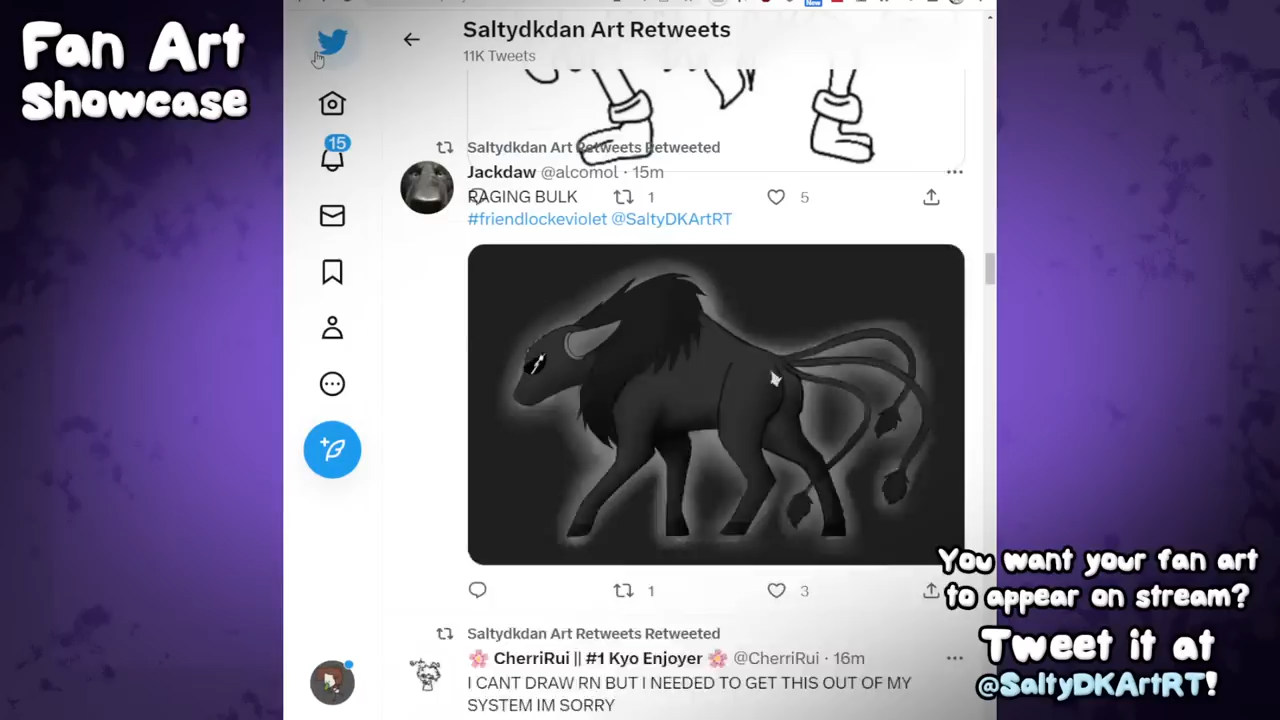 Fan Art
Showcase
Saltydkdan Art Retweets
11K Tweets
15
New
Saltydkdan Art Retweets Retweeted
Jackdaw @alcomol · 15m
RAGING BULK
1
5
#friendlockeviolet @SaltyDKArtRT
1
3
Saltydkdan Art Retweets Retweeted
🌸 CherriRui || #1 Kyo Enjoyer 🌸 @CherriRui · 16m
I CANT DRAW RN BUT I NEEDED TO GET THIS OUT OF MY
SYSTEM IM SORRY
You want your fan art
to appear on stream?
Tweet it at
@SaltyDKArtRT!